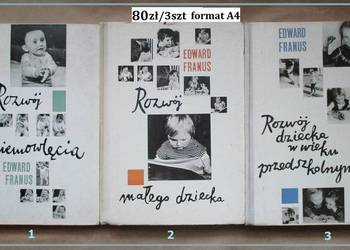 80zł/3szt format A4
Rozwój
niemowlęcia
EDWARD
FRANUS
1
EDWARD
FRANUS
Rozwój
małego dziecka
2
EDWARD
FRANUS
Rozwój
dziecka
w wieku
przedszkolnym
3